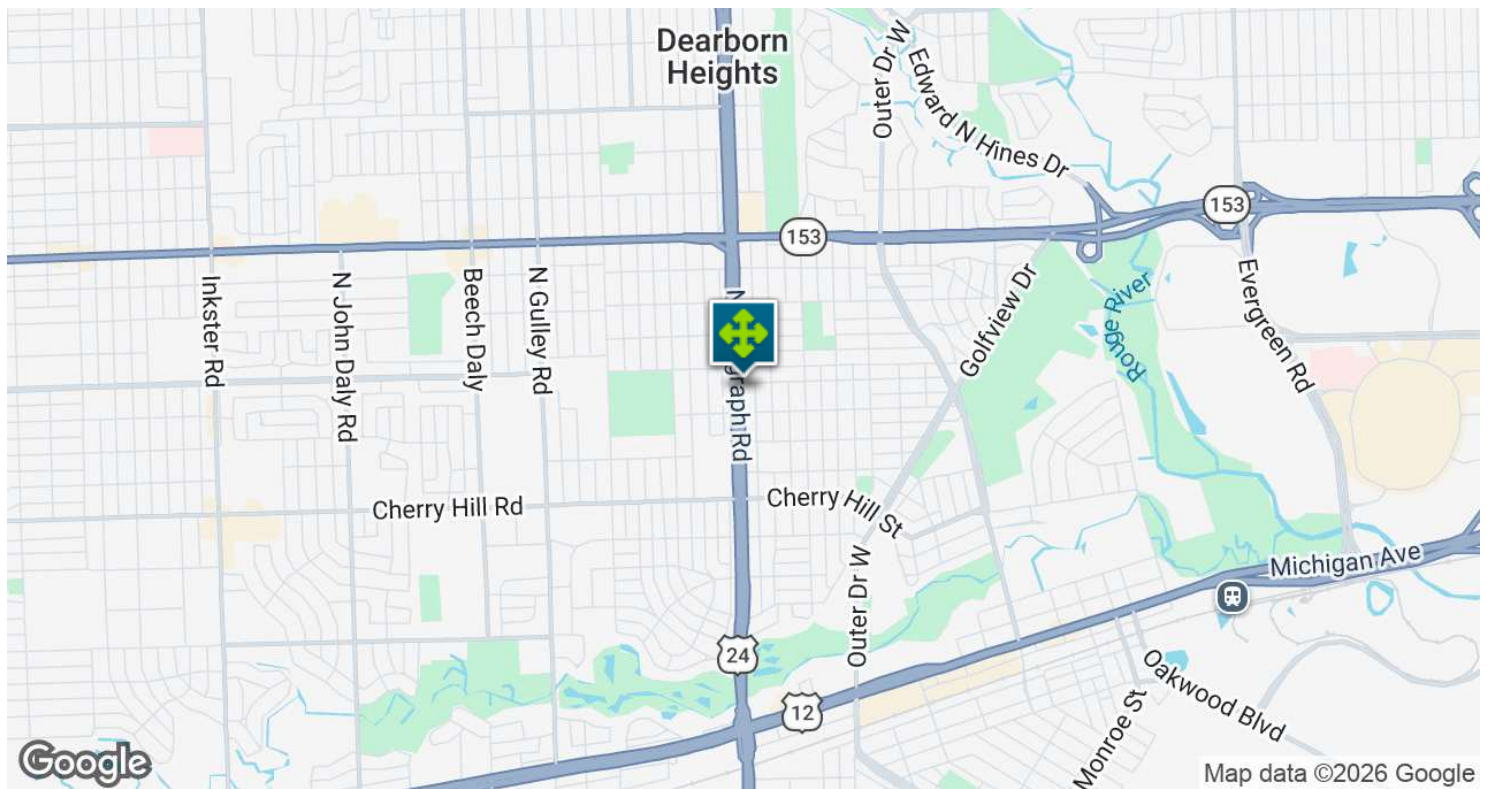 Dearborn
Heights
Outer Dr W
Edward N Hines Dr
153
153
Inkster Rd
N John Daly Rd
Beech Daly
N Gulley Rd
N
graph Rd
Golfview Dr
Rouge River
Evergreen Rd
Cherry Hill Rd
Cherry Hill St
Outer Dr W
Michigan Ave
24
12
Oakwood Blvd
Monroe St
Google
Map data ©2026 Google